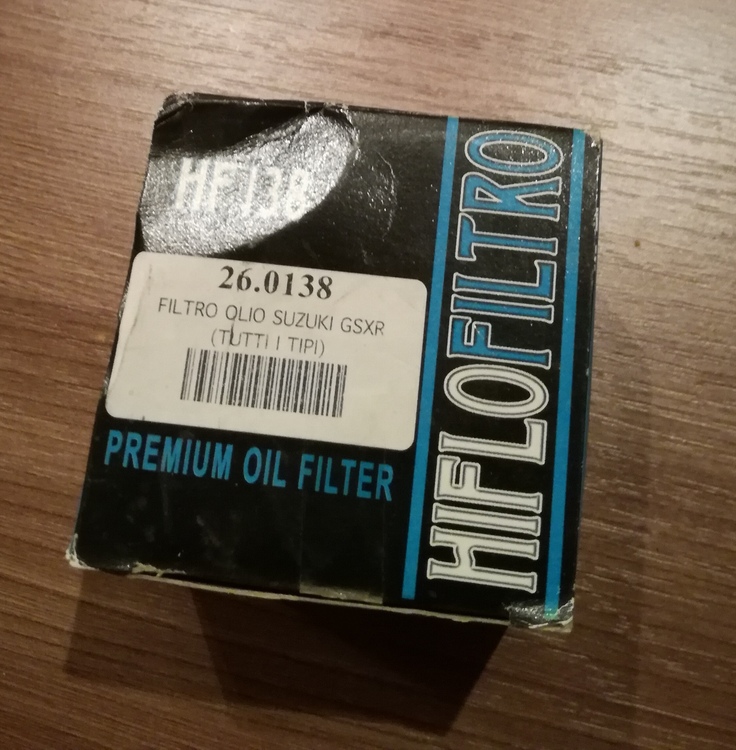 HF138
26.0138
FILTRO OLIO SUZUKI GSXR
(TUTTI I TIPI)
PREMIUM OIL FILTER
HIFLOFILTRO